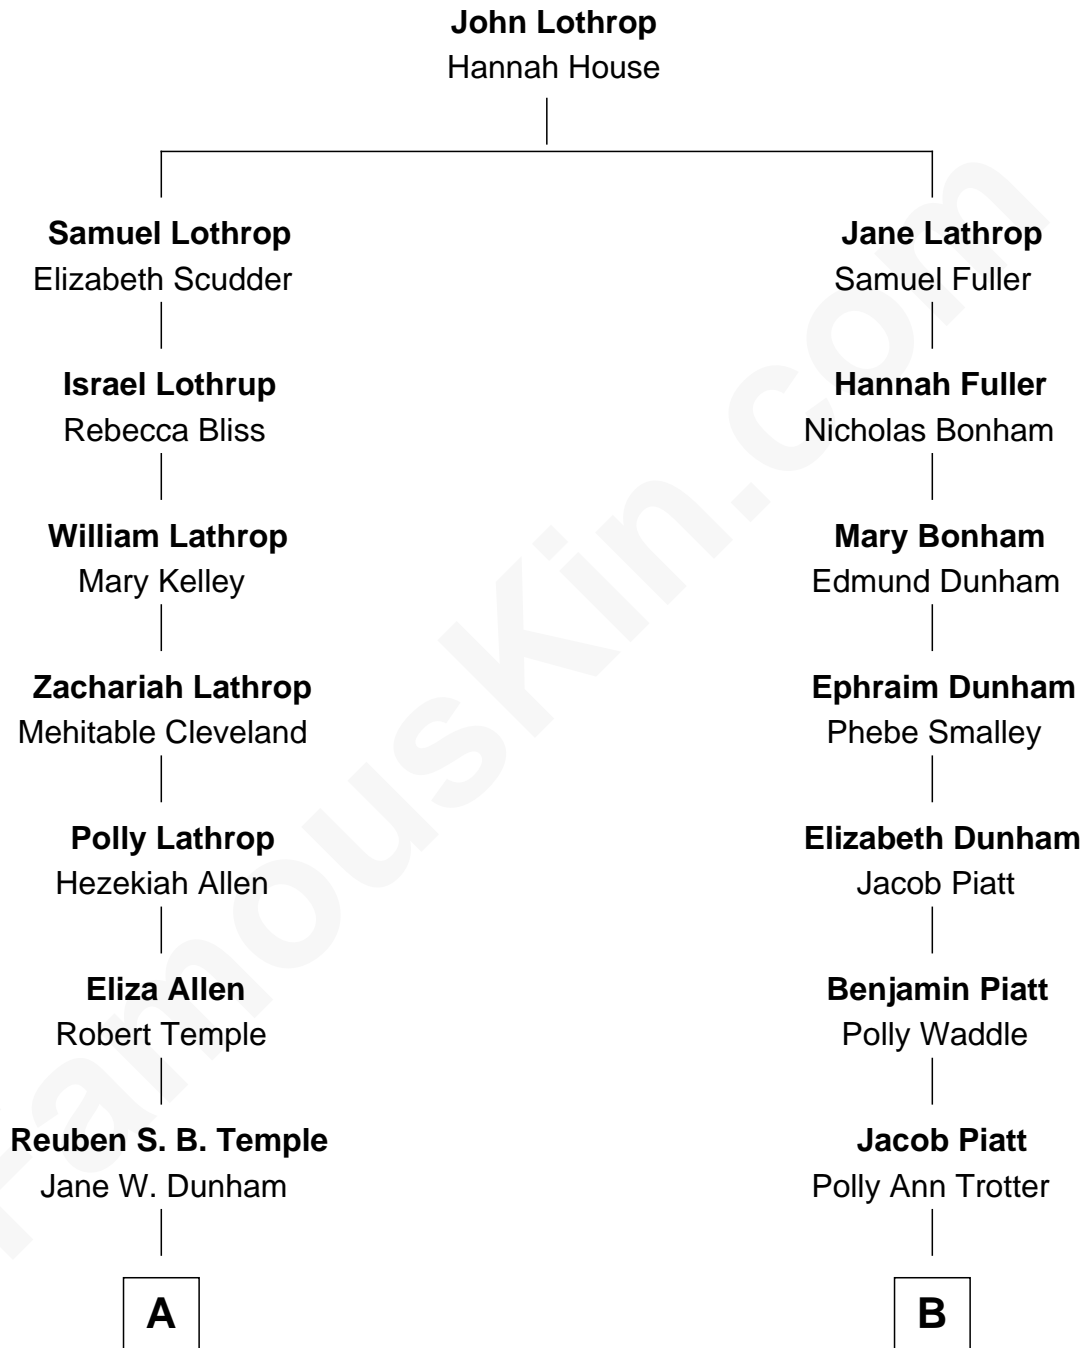 John Lothrop
Hannah House
Samuel Lothrop
Elizabeth Scudder
Israel Lothrup
Rebecca Bliss
William Lathrop
Mary Kelley
Zachariah Lathrop
Mehitable Cleveland
Polly Lathrop
Hezekiah Allen
Eliza Allen
Robert Temple
Reuben S. B. Temple
Jane W. Dunham
A
Jane Lathrop
Samuel Fuller
Hannah Fuller
Nicholas Bonham
Mary Bonham
Edmund Dunham
Ephraim Dunham
Phebe Smalley
Elizabeth Dunham
Jacob Piatt
Benjamin Piatt
Polly Waddle
Jacob Piatt
Polly Ann Trotter
B
FamousKin.com